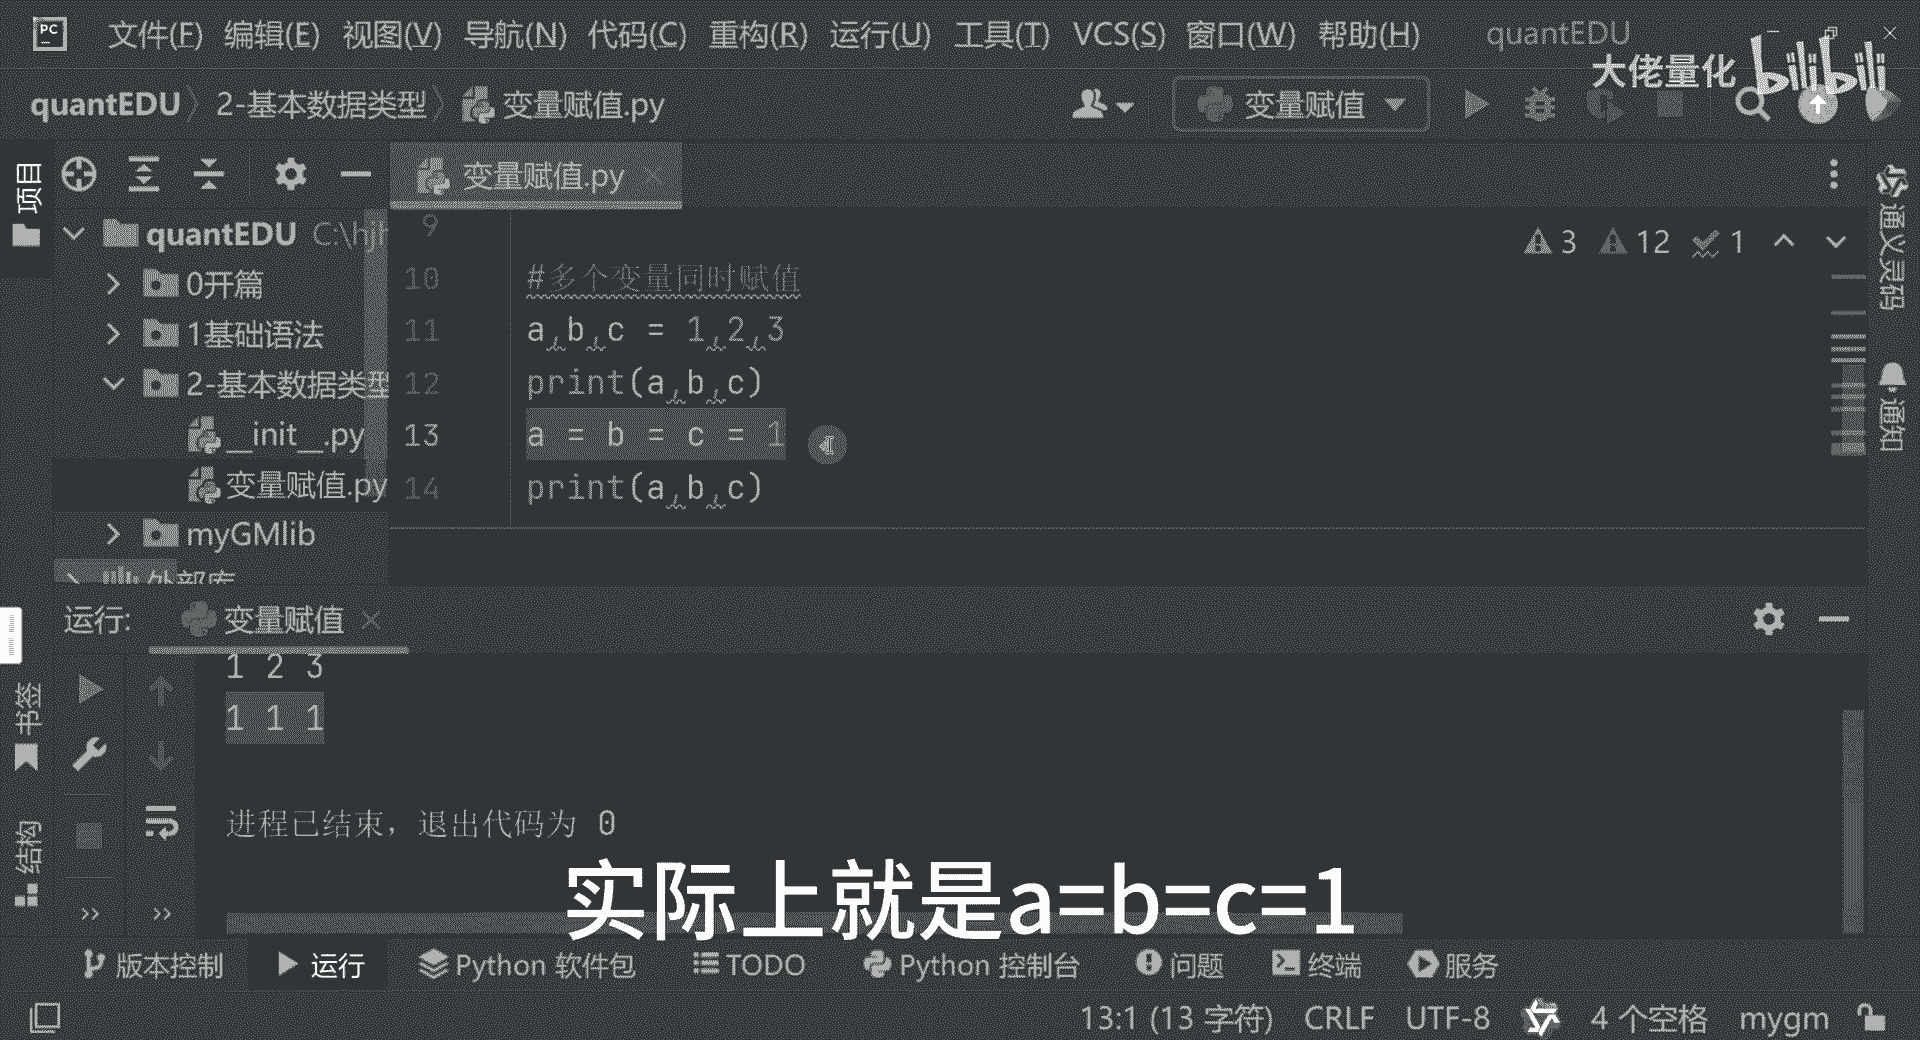 PC 文件(F) 编辑(E) 视图(V) 导航(N) 代码(C) 重构(R) 运行(U) 工具(T) VCS(S) 窗口(W) 帮助(H) quantEDU
大佬量化 bilibili
quantEDU 2-基本数据类型 变量赋值.py 变量赋值
项目
变量赋值.py
quantEDU C:\hjh
0开篇
1基础语法
2-基本数据类型
__init__.py
变量赋值.py
myGMlib
外部库
9
10 #多个变量同时赋值
11 a,b,c = 1,2,3
12 print(a,b,c)
13 a = b = c = 1
14 print(a,b,c)
3 12 1
通义灵码
通知
运行: 变量赋值
1 2 3
1 1 1
进程已结束，退出代码为 0
书签
结构
实际上就是a=b=c=1
版本控制 运行 Python 软件包 TODO Python 控制台 问题 终端 服务
13:1 (13 字符) CRLF UTF-8 4 个空格 mygm